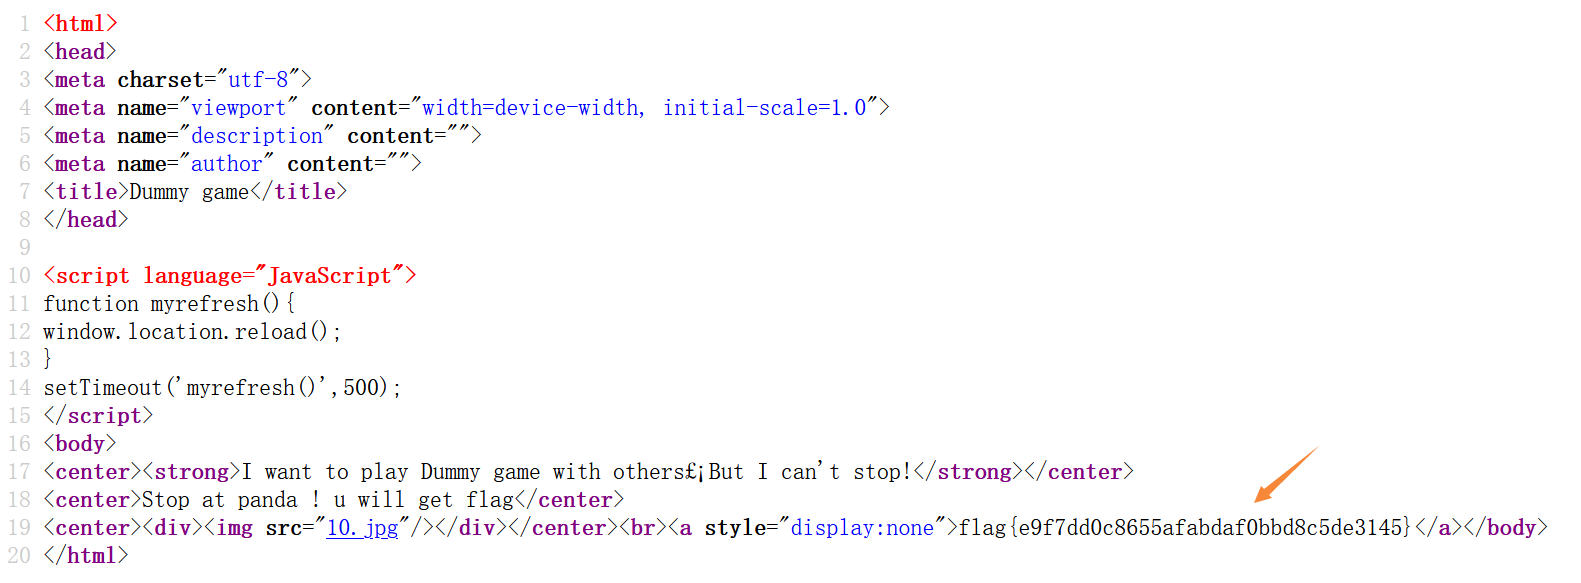 1 <html>
2 <head>
3 <meta charset="utf-8">
4 <meta name="viewport" content="width=device-width, initial-scale=1.0">
5 <meta name="description" content="">
6 <meta name="author" content="">
7 <title>Dummy game</title>
8 </head>
9
10 <script language="JavaScript">
11 function myrefresh(){
12 window.location.reload();
13 }
14 setTimeout('myrefresh()',500);
15 </script>
16 <body>
17 <center><strong>I want to play Dummy game with others£¡But I can't stop!</strong></center>
18 <center>Stop at panda ! u will get flag</center>
19 <center><div><img src="10.jpg"/></div></center><br><a style="display:none">flag{e9f7dd0c8655afabdaf0bbd8c5de3145}</a></body>
20 </html>